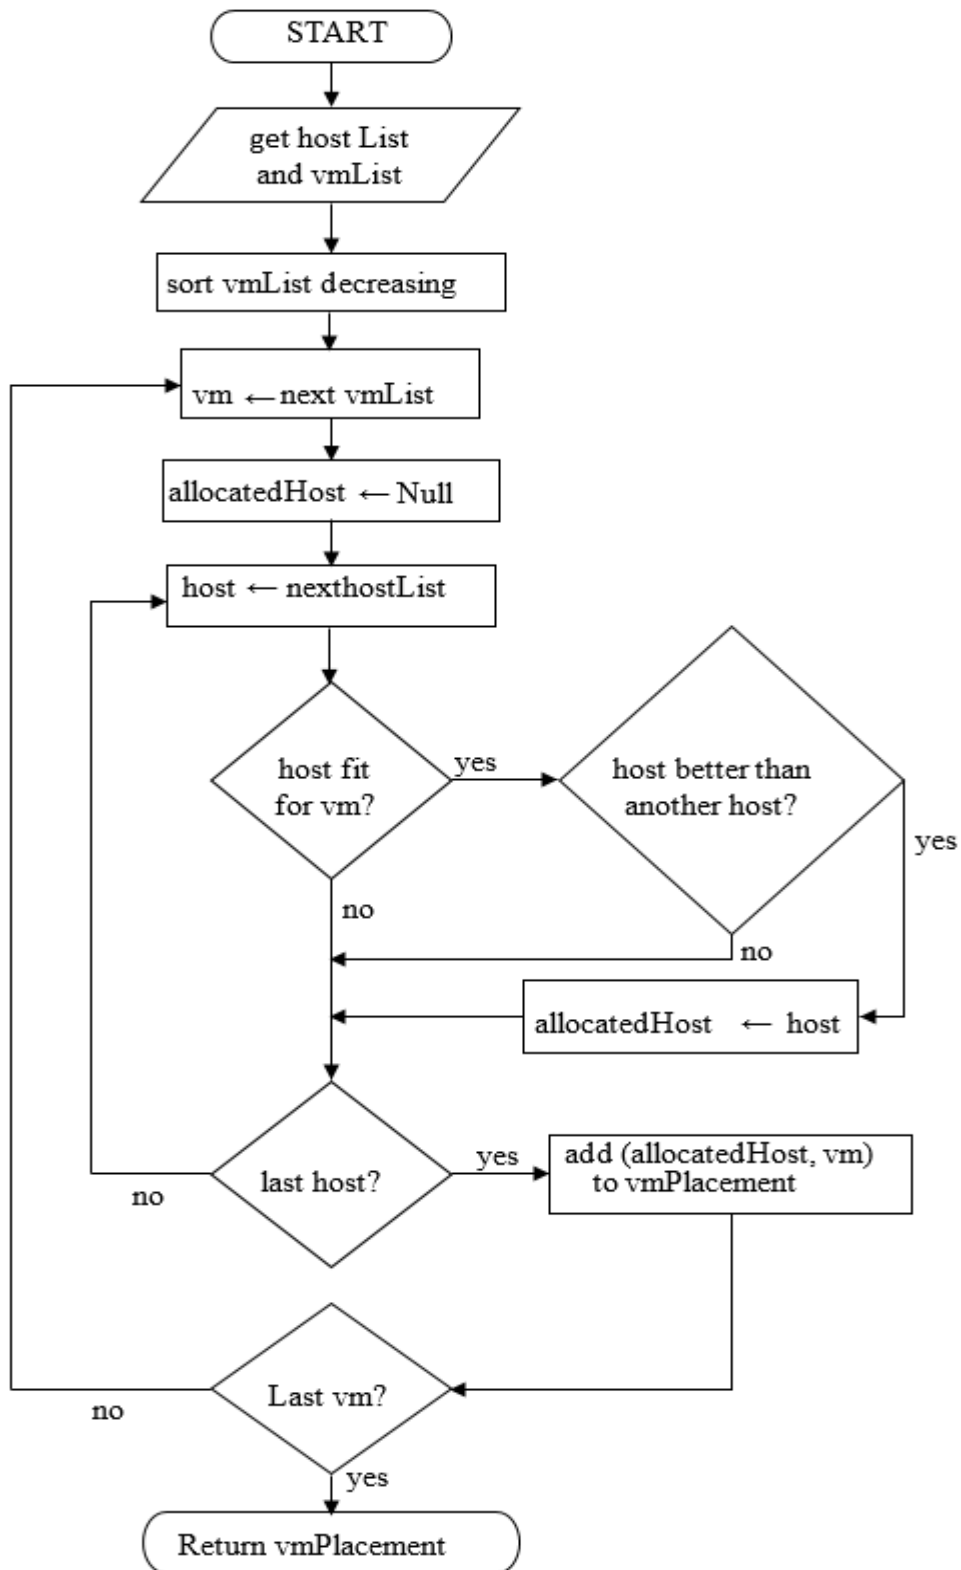 START
get host List
and vmList
sort vmList decreasing
vm ← next vmList
allocatedHost ← Null
host ← nexthostList
host fit
for vm?
yes
host better than
another host?
yes
no
no
allocatedHost ← host
last host?
yes
no
add (allocatedHost, vm)
to vmPlacement
Last vm?
no
yes
Return vmPlacement